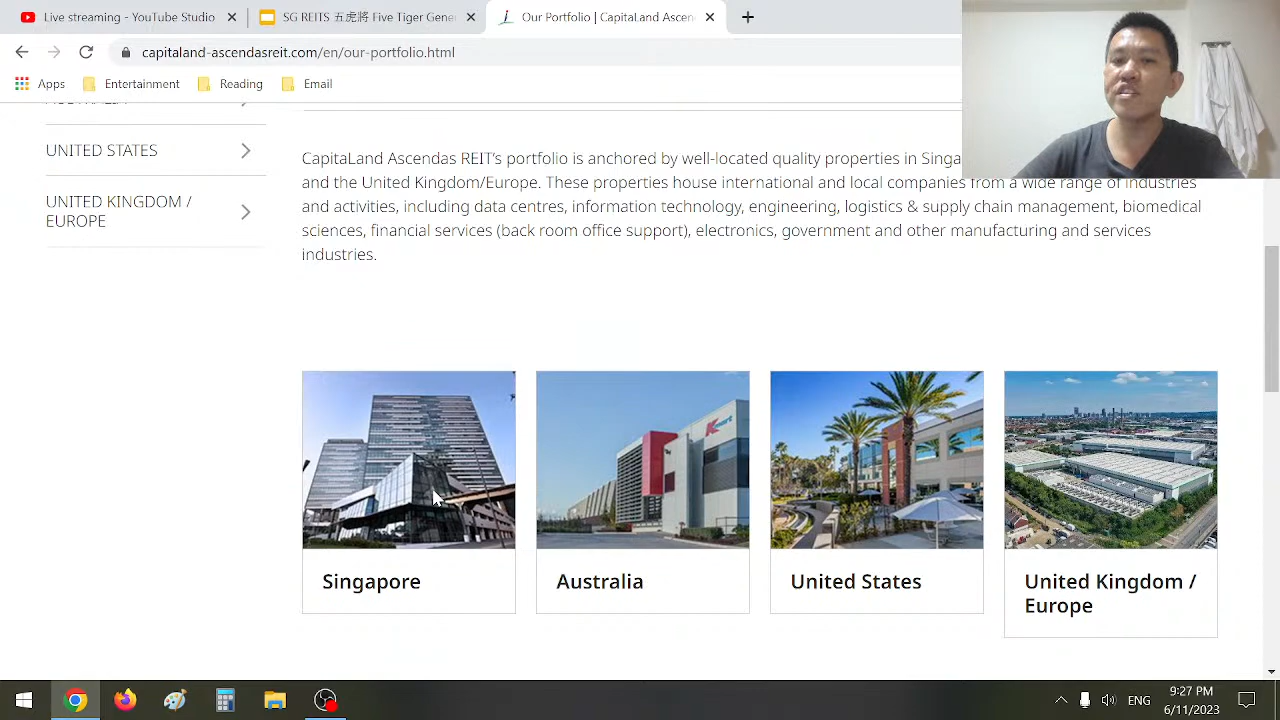 Live streaming - YouTube Studio
SG REITS 五虎將 Five Tiger
Our Portfolio | CapitaLand Ascen
capitaland-ascendasreit.com/en/our-portfolio.html
Apps
Entertainment
Reading
Email
UNITED STATES
UNITED KINGDOM /
EUROPE
CapitaLand Ascendas REIT's portfolio is anchored by well-located quality properties in Singa
and the United Kingdom/Europe. These properties house international and local companies from a wide range of industries
and activities, including data centres, information technology, engineering, logistics & supply chain management, biomedical
sciences, financial services (back room office support), electronics, government and other manufacturing and services
industries.
Kmart
Singapore
Australia
United States
United Kingdom /
Europe
ENG
9:27 PM
6/11/2023